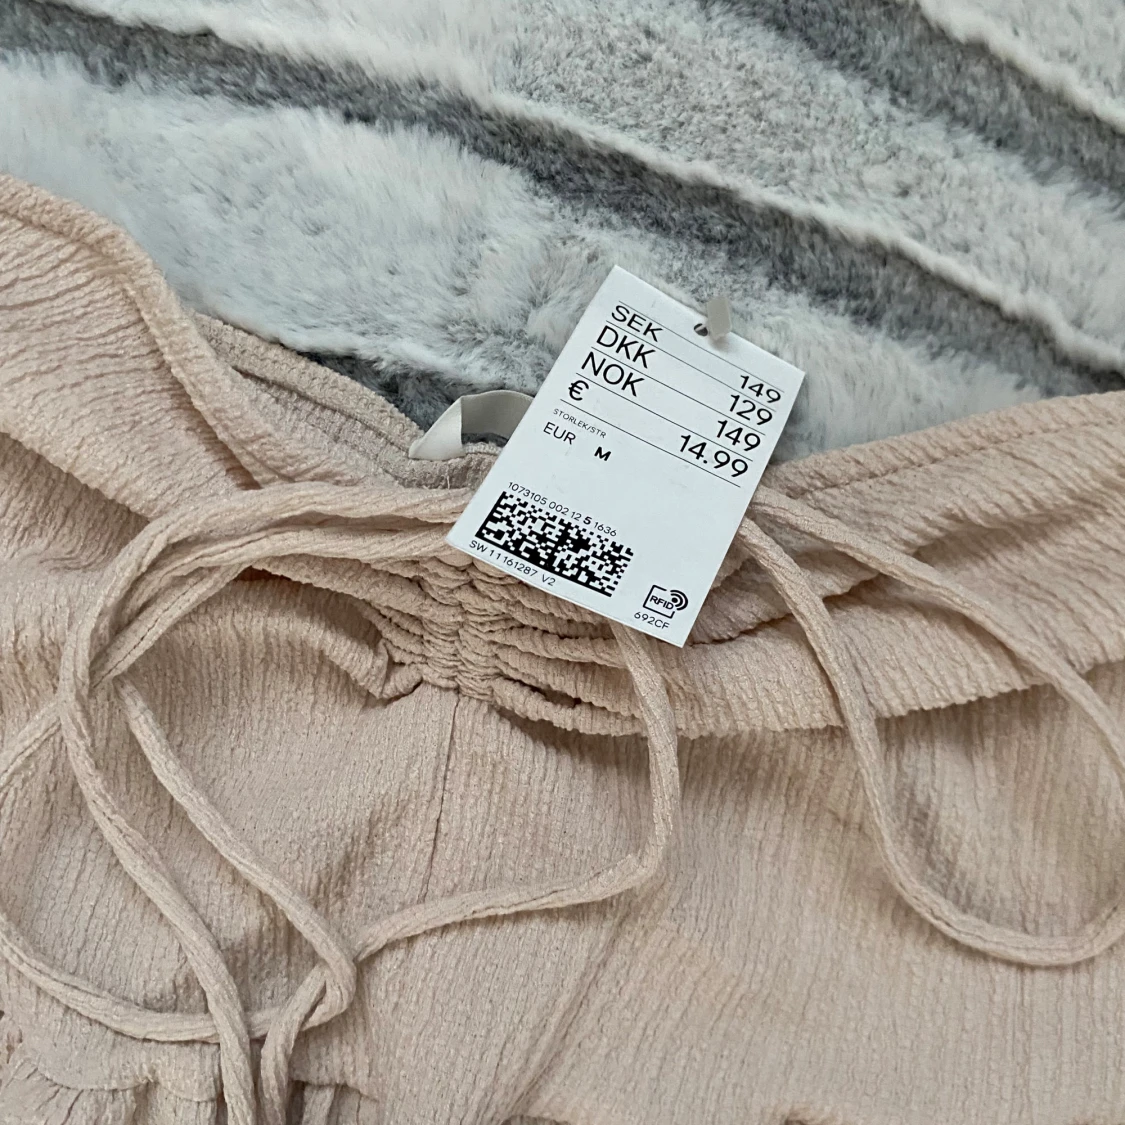 SEK 149
DKK 129
NOK 149
€ 14.99
STORLEK/STR
EUR M
1073105 002 12 5 1636
SW 11161287 V2
RFID
692CF